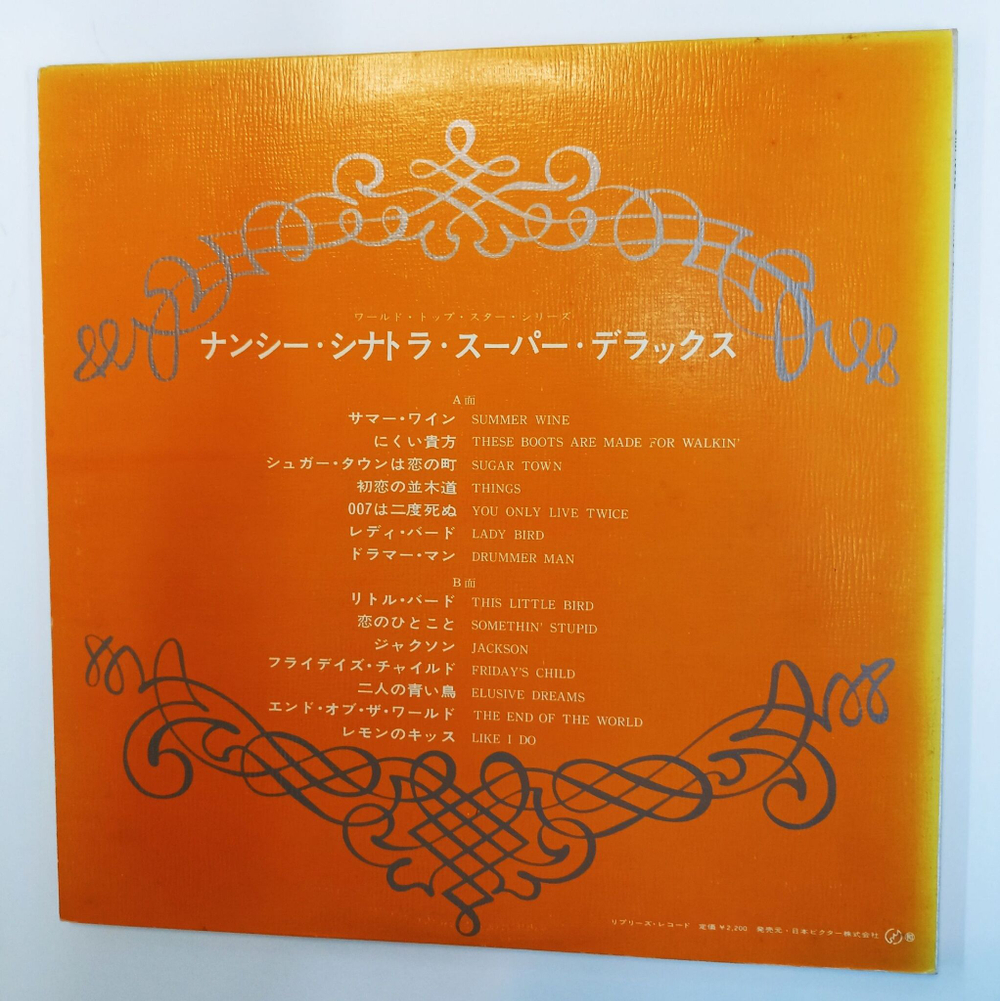 ワールド・トップ・スター・シリーズ
ナンシー・シナトラ・スーパー・デラックス
A面
サマー・ワイン SUMMER WINE
にくい貴方 THESE BOOTS ARE MADE FOR WALKIN'
シュガー・タウンは恋の町 SUGAR TOWN
初恋の並木道 THINGS
007は二度死ぬ YOU ONLY LIVE TWICE
レディ・バード LADY BIRD
ドラマー・マン DRUMMER MAN
B面
リトル・バード THIS LITTLE BIRD
恋のひとこと SOMETHIN' STUPID
ジャクソン JACKSON
フライデイズ・チャイルド FRIDAY'S CHILD
二人の青い鳥 ELUSIVE DREAMS
エンド・オブ・ザ・ワールド THE END OF THE WORLD
レモンのキッス LIKE I DO
リプリーズ・レコード 定価 ¥2,200 発売元・日本ビクター株式会社